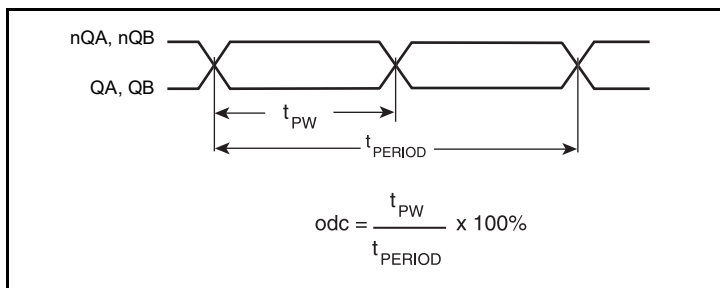 nQA, nQB
QA, QB
tPW
tPERIOD
odc = tPW / tPERIOD x 100%